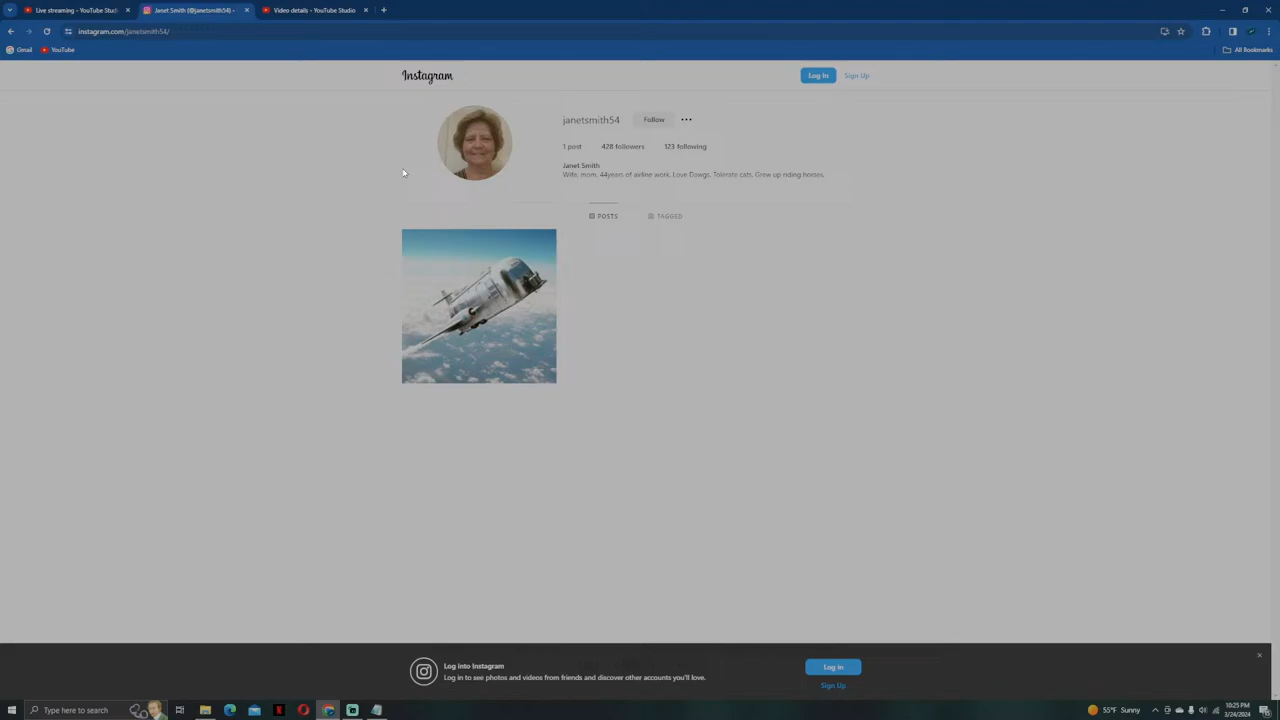 Live streaming - YouTube Studi
Janet Smith (@janetsmith54) -
Video details - YouTube Studio
instagram.com/janetsmith54/
Gmail
YouTube
All Bookmarks
Instagram
Log In
Sign Up
janetsmith54
Follow
1 post
428 followers
123 following
Janet Smith
Wife. mom. 44years of airline work. Love Dawgs. Tolerate cats. Grew up riding horses.
POSTS
TAGGED
Log into Instagram
Log in to see photos and videos from friends and discover other accounts you'll love.
Log in
Sign Up
Type here to search
55°F Sunny
10:25 PM
3/24/2024